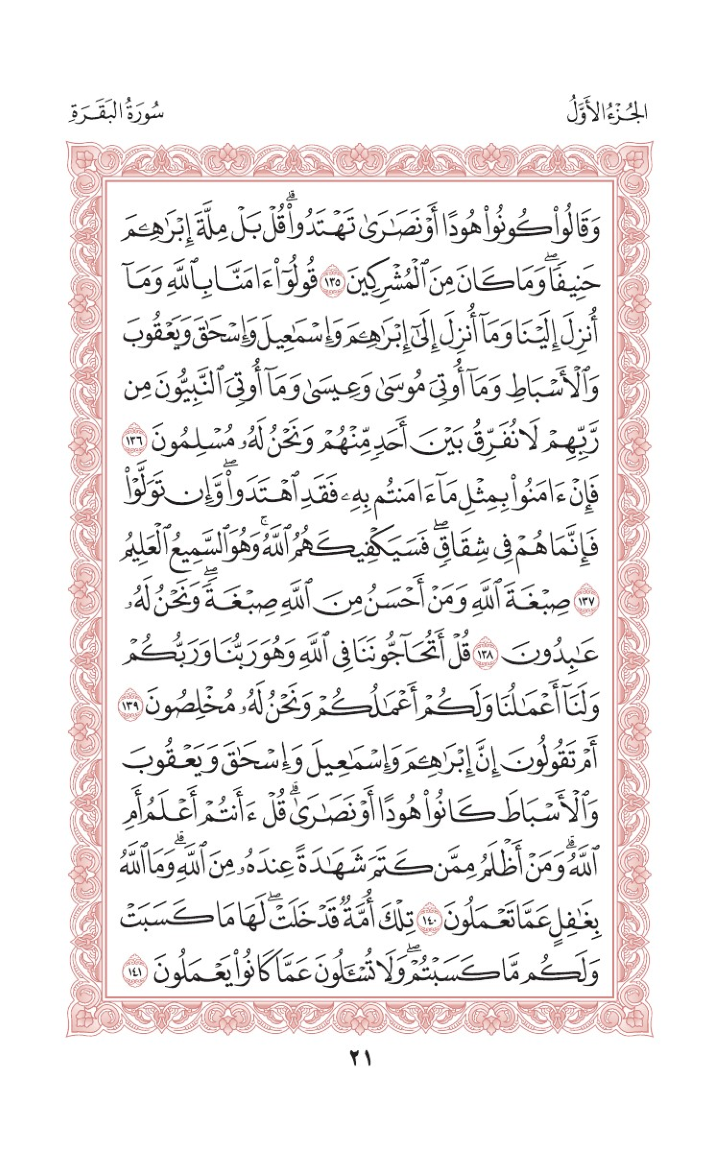 الجُزْءُ الأَوَّلُ
سُورَةُ البَقَرَةِ
وَقَالُواْ كُونُواْ هُودًا أَوۡ نَصَٰرَىٰ تَهۡتَدُواْۗ قُلۡ بَلۡ مِلَّةَ إِبۡرَٰهِـۧمَ
حَنِيفٗاۖ وَمَا كَانَ مِنَ ٱلۡمُشۡرِكِينَ ١٣٥ قُولُوٓاْ ءَامَنَّا بِٱللَّهِ وَمَآ
أُنزِلَ إِلَيۡنَا وَمَآ أُنزِلَ إِلَىٰٓ إِبۡرَٰهِـۧمَ وَإِسۡمَٰعِيلَ وَإِسۡحَٰقَ وَيَعۡقُوبَ
وَٱلۡأَسۡبَاطِ وَمَآ أُوتِيَ مُوسَىٰ وَعِيسَىٰ وَمَآ أُوتِيَ ٱلنَّبِيُّونَ مِن
رَّبِّهِمۡ لَا نُفَرِّقُ بَيۡنَ أَحَدٖ مِّنۡهُمۡ وَنَحۡنُ لَهُۥ مُسۡلِمُونَ ١٣٦
فَإِنۡ ءَامَنُواْ بِمِثۡلِ مَآ ءَامَنتُم بِهِۦ فَقَدِ ٱهۡتَدَواْۖ وَّإِن تَوَلَّوۡاْ
فَإِنَّمَا هُمۡ فِي شِقَاقٖۖ فَسَيَكۡفِيكَهُمُ ٱللَّهُۚ وَهُوَ ٱلسَّمِيعُ ٱلۡعَلِيمُ
١٣٧ صِبۡغَةَ ٱللَّهِ وَمَنۡ أَحۡسَنُ مِنَ ٱللَّهِ صِبۡغَةٗۖ وَنَحۡنُ لَهُۥ
عَٰبِدُونَ ١٣٨ قُلۡ أَتُحَآجُّونَنَا فِي ٱللَّهِ وَهُوَ رَبُّنَا وَرَبُّكُمۡ
وَلَنَآ أَعۡمَٰلُنَا وَلَكُمۡ أَعۡمَٰلُكُمۡ وَنَحۡنُ لَهُۥ مُخۡلِصُونَ ١٣٩
أَمۡ تَقُولُونَ إِنَّ إِبۡرَٰهِـۧمَ وَإِسۡمَٰعِيلَ وَإِسۡحَٰقَ وَيَعۡقُوبَ
وَٱلۡأَسۡبَاطَ كَانُواْ هُودًا أَوۡ نَصَٰرَىٰۗ قُلۡ ءَأَنتُمۡ أَعۡلَمُ أَمِ
ٱللَّهُۗ وَمَنۡ أَظۡلَمُ مِمَّن كَتَمَ شَهَٰدَةً عِندَهُۥ مِنَ ٱللَّهِۗ وَمَا ٱللَّهُ
بِغَٰفِلٍ عَمَّا تَعۡمَلُونَ ١٤٠ تِلۡكَ أُمَّةٞ قَدۡ خَلَتۡۖ لَهَا مَا كَسَبَتۡ
وَلَكُم مَّا كَسَبۡتُمۡۖ وَلَا تُسۡـَٔلُونَ عَمَّا كَانُواْ يَعۡمَلُونَ ١٤١
٢١